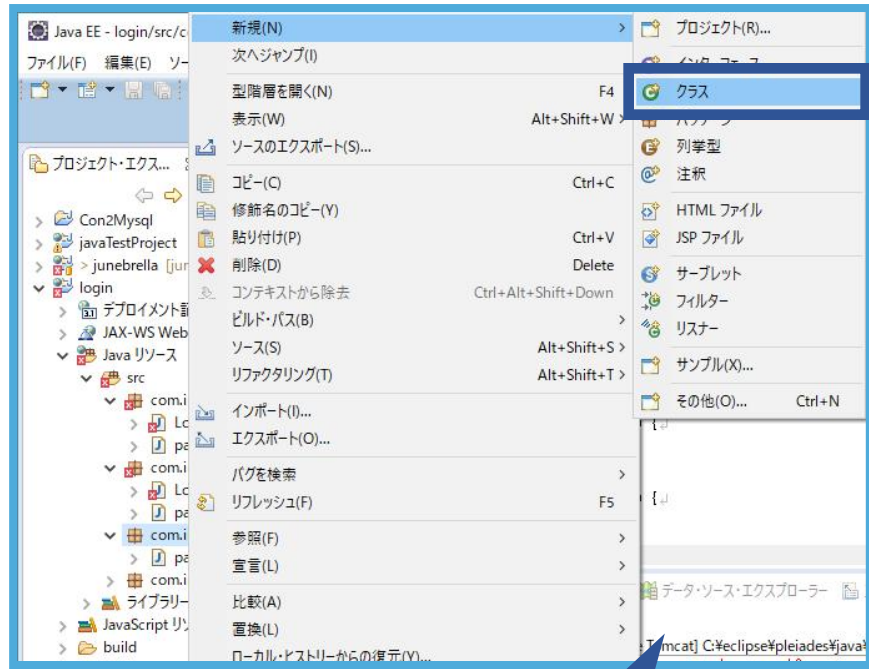 Java EE - login/src/c
ファイル(F) 編集(E) ソー
プロジェクト・エクス...
Con2Mysql
javaTestProject
> junebrella [jur
login
デプロイメント記
JAX-WS Web
Java リソース
src
com.i
Lc
pa
com.i
Lc
pa
com.i
pa
com.i
ライブラリー
JavaScript リソ
build
新規(N)
次へジャンプ(I)
型階層を開く(N) F4
表示(W) Alt+Shift+W
ソースのエクスポート(S)...
コピー(C) Ctrl+C
修飾名のコピー(Y)
貼り付け(P) Ctrl+V
削除(D) Delete
コンテキストから除去 Ctrl+Alt+Shift+Down
ビルド・パス(B)
ソース(S) Alt+Shift+S
リファクタリング(T) Alt+Shift+T
インポート(I)...
エクスポート(O)...
バグを検索
リフレッシュ(F) F5
参照(F)
宣言(L)
比較(A)
置換(L)
ローカル・ヒストリーからの復元(Y)...
プロジェクト(R)...
クラス
列挙型
注釈
HTML ファイル
JSP ファイル
サーブレット
フィルター
リスナー
サンプル(X)...
その他(O)... Ctrl+N
{
{
データ・ソース・エクスプローラー
Tomcat] C:¥eclipse¥pleiades¥java¥